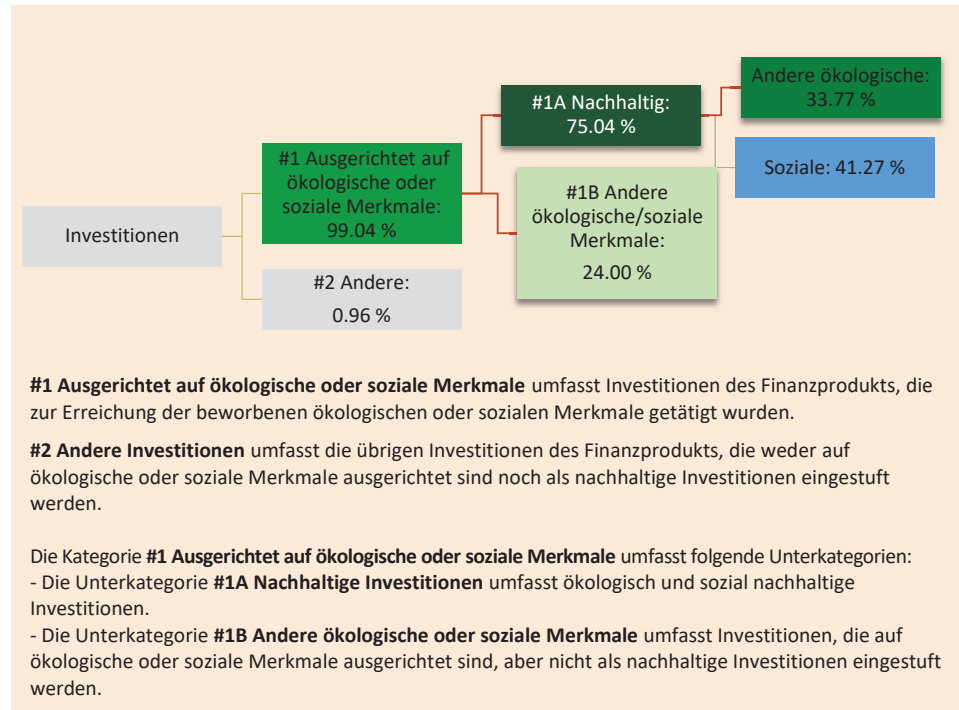 Investitionen
#1 Ausgerichtet auf
ökologische oder
soziale Merkmale:
99.04 %
#2 Andere:
0.96 %
#1A Nachhaltig:
75.04 %
#1B Andere
ökologische/soziale
Merkmale:
24.00 %
Andere ökologische:
33.77 %
Soziale: 41.27 %
#1 Ausgerichtet auf ökologische oder soziale Merkmale umfasst Investitionen des Finanzprodukts, die
zur Erreichung der beworbenen ökologischen oder sozialen Merkmale getätigt wurden.
#2 Andere Investitionen umfasst die übrigen Investitionen des Finanzprodukts, die weder auf
ökologische oder soziale Merkmale ausgerichtet sind noch als nachhaltige Investitionen eingestuft
werden.
Die Kategorie #1 Ausgerichtet auf ökologische oder soziale Merkmale umfasst folgende Unterkategorien:
- Die Unterkategorie #1A Nachhaltige Investitionen umfasst ökologisch und sozial nachhaltige
Investitionen.
- Die Unterkategorie #1B Andere ökologische oder soziale Merkmale umfasst Investitionen, die auf
ökologische oder soziale Merkmale ausgerichtet sind, aber nicht als nachhaltige Investitionen eingestuft
werden.